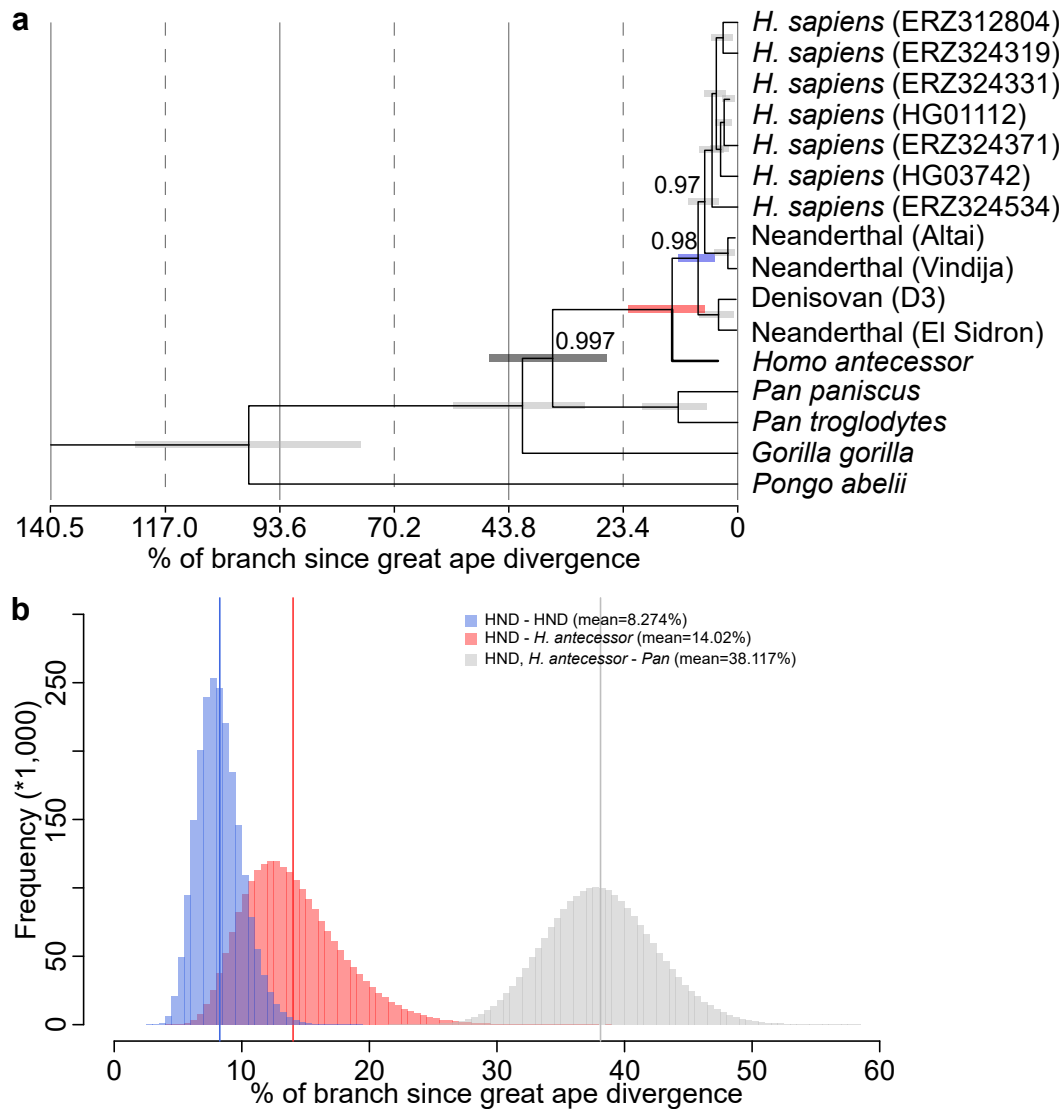 a
H. sapiens (ERZ312804)
H. sapiens (ERZ324319)
H. sapiens (ERZ324331)
H. sapiens (HG01112)
H. sapiens (ERZ324371)
H. sapiens (HG03742)
H. sapiens (ERZ324534)
Neanderthal (Altai)
Neanderthal (Vindija)
Denisovan (D3)
Neanderthal (El Sidron)
Homo antecessor
Pan paniscus
Pan troglodytes
Gorilla gorilla
Pongo abelii
0.97
0.98
0.997
140.5 117.0 93.6 70.2 43.8 23.4 0
% of branch since great ape divergence
b
HND - HND (mean=8.274%)
HND - H. antecessor (mean=14.02%)
HND, H. antecessor - Pan (mean=38.117%)
Frequency (*1,000)
250
150
50
0
0 10 20 30 40 50 60
% of branch since great ape divergence